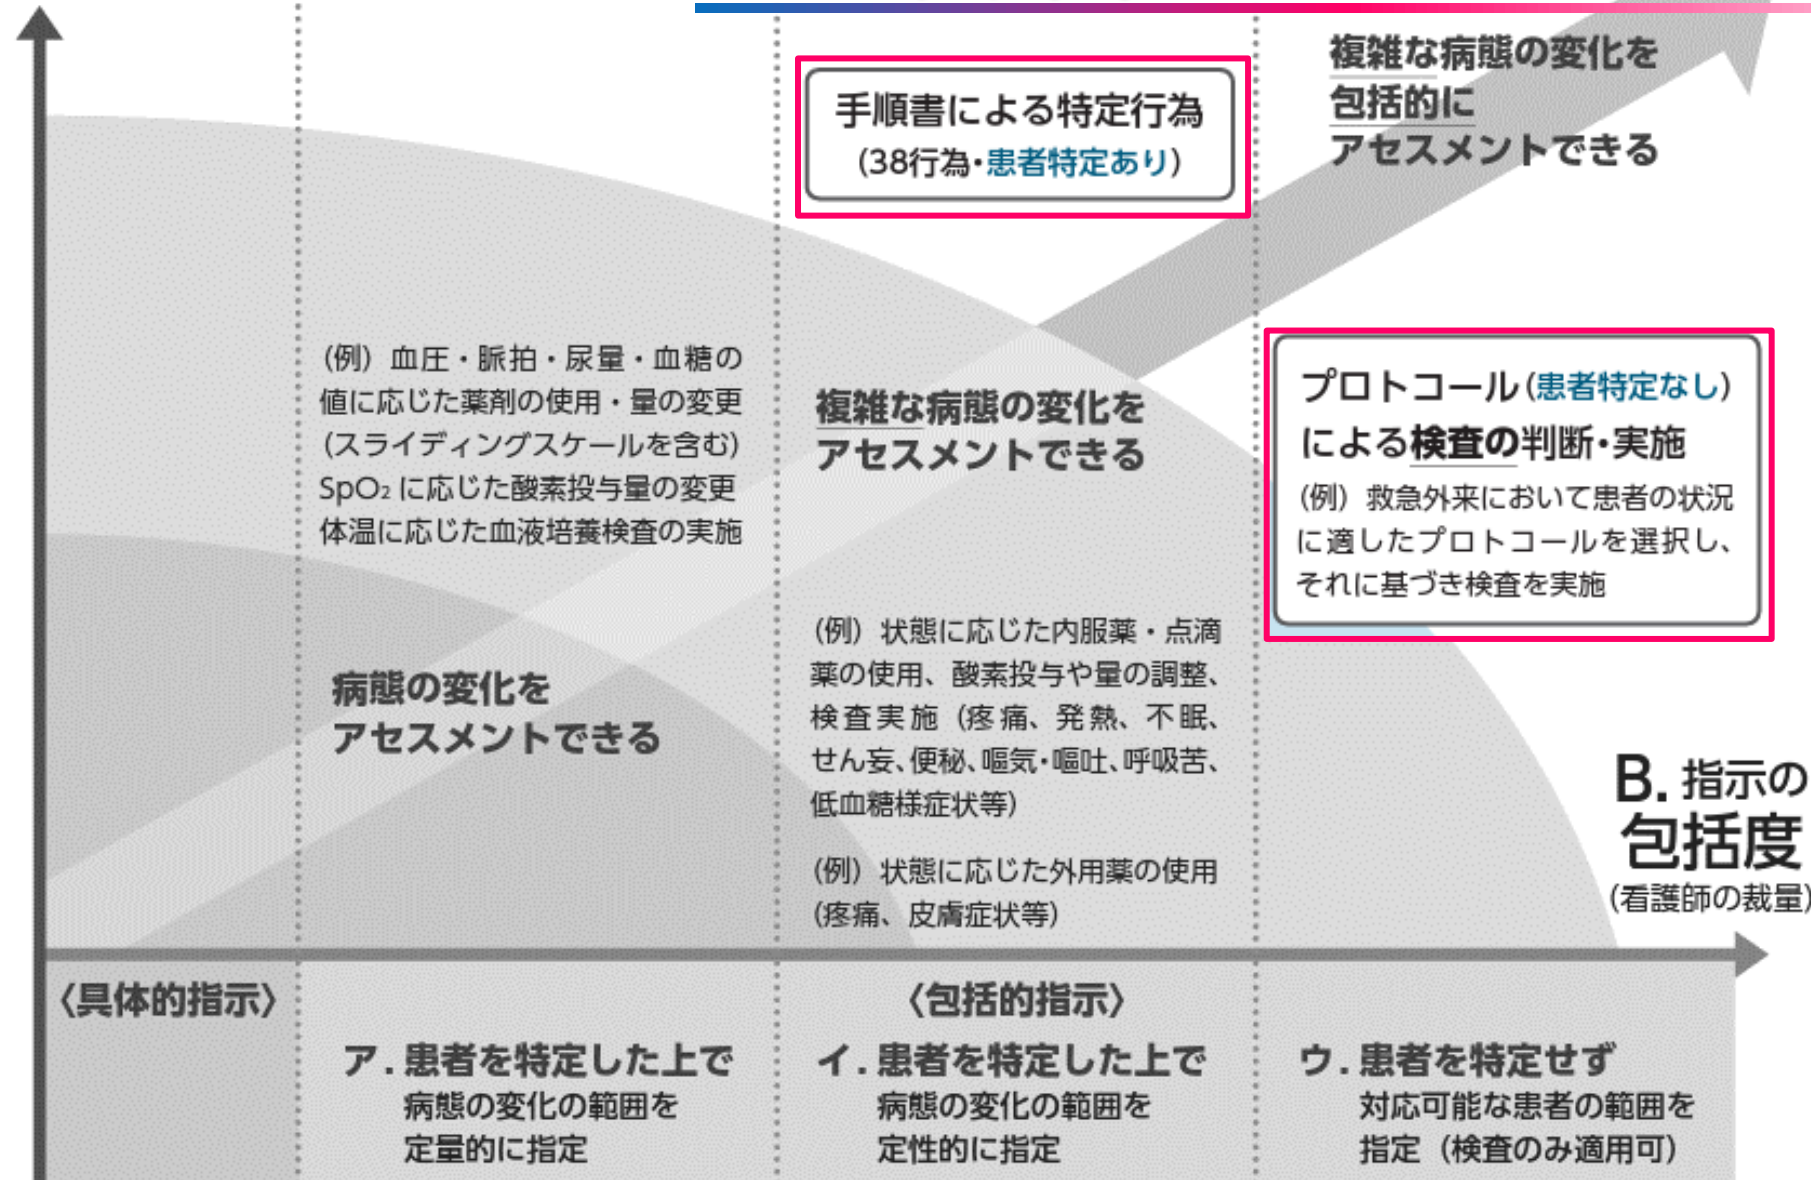 手順書による特定行為
(38行為・患者特定あり)
複雑な病態の変化を
包括的に
アセスメントできる
(例) 血圧・脈拍・尿量・血糖の
値に応じた薬剤の使用・量の変更
(スライディングスケールを含む)
SpO₂ に応じた酸素投与量の変更
体温に応じた血液培養検査の実施
複雑な病態の変化を
アセスメントできる
プロトコール(患者特定なし)
による検査の判断・実施
(例) 救急外来において患者の状況
に適したプロトコールを選択し、
それに基づき検査を実施
病態の変化を
アセスメントできる
(例) 状態に応じた内服薬・点滴
薬の使用、酸素投与や量の調整、
検査実施 (疼痛、発熱、不眠、
せん妄、便秘、嘔気・嘔吐、呼吸苦、
低血糖様症状等)
(例) 状態に応じた外用薬の使用
(疼痛、皮膚症状等)
B. 指示の
包括度
(看護師の裁量)
〈具体的指示〉
〈包括的指示〉
ア. 患者を特定した上で
病態の変化の範囲を
定量的に指定
イ. 患者を特定した上で
病態の変化の範囲を
定性的に指定
ウ. 患者を特定せず
対応可能な患者の範囲を
指定 (検査のみ適用可)